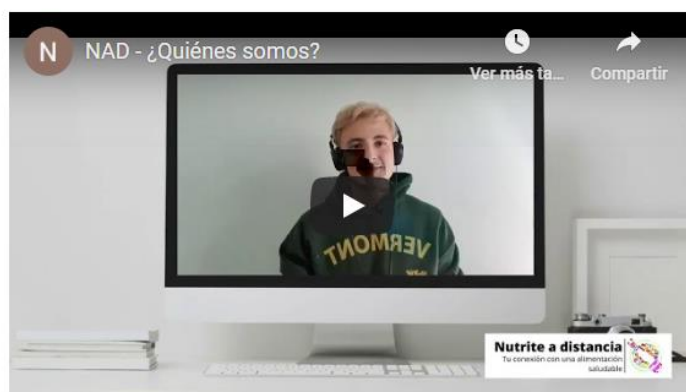 N
NAD - ¿Quiénes somos?
Ver más ta...
Compartir
VERMONT
Nutrite a distancia
Tu conexión con una alimentación
saludable